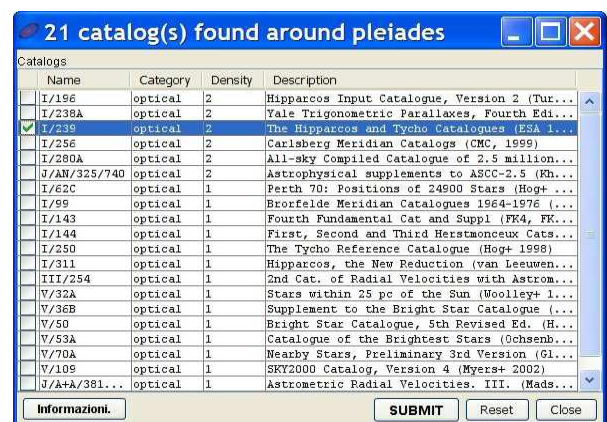 21 catalog(s) found around pleiades
Catalogs
Name Category Density Description
I/196 optical 2 Hipparcos Input Catalogue, Version 2 (Tur...
I/238A optical 2 Yale Trigonometric Parallaxes, Fourth Edi...
I/239 optical 2 The Hipparcos and Tycho Catalogues (ESA 1...
I/256 optical 2 Carlsberg Meridian Catalogs (CMC, 1999)
I/280A optical 2 All-sky Compiled Catalogue of 2.5 million...
J/AN/325/740 optical 2 Astrophysical supplements to ASCC-2.5 (Kh...
I/62C optical 1 Perth 70: Positions of 24900 Stars (Hog+ ...
I/99 optical 1 Brorfelde Meridian Catalogues 1964-1976 (...
I/143 optical 1 Fourth Fundamental Cat and Suppl (FK4, FK...
I/144 optical 1 First, Second and Third Herstmonceux Cats...
I/250 optical 1 The Tycho Reference Catalogue (Hog+ 1998)
I/311 optical 1 Hipparcos, the New Reduction (van Leeuwen...
III/254 optical 1 2nd Cat. of Radial Velocities with Astrom...
V/32A optical 1 Stars within 25 pc of the Sun (Woolley+ 1...
V/36B optical 1 Supplement to the Bright Star Catalogue (...
V/50 optical 1 Bright Star Catalogue, 5th Revised Ed. (H...
V/53A optical 1 Catalogue of the Brightest Stars (Ochsenb...
V/70A optical 1 Nearby Stars, Preliminary 3rd Version (Gl...
V/109 optical 1 SKY2000 Catalog, Version 4 (Myers+ 2002)
J/A+A/381... optical 1 Astrometric Radial Velocities. III. (Mads...
Informazioni. SUBMIT Reset Close